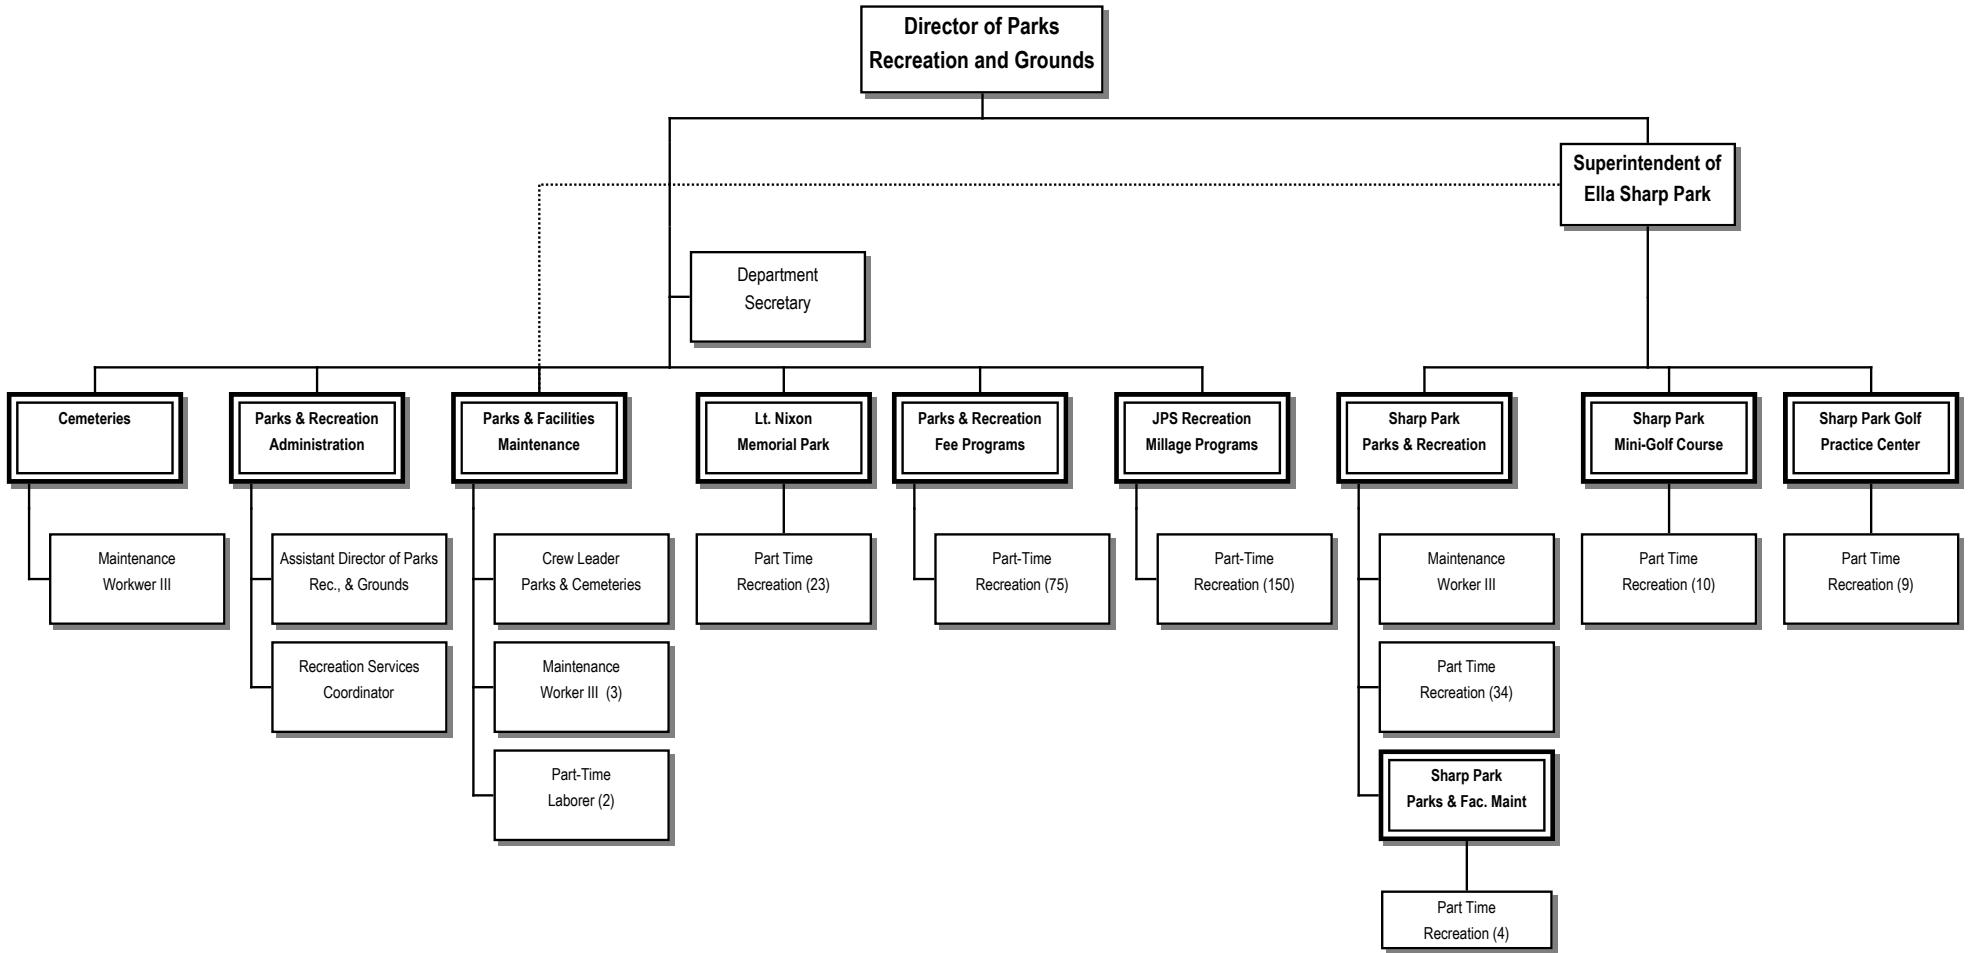 Director of Parks
Recreation and Grounds
Superintendent of
Ella Sharp Park
Department
Secretary
Cemeteries
Parks & Recreation
Administration
Parks & Facilities
Maintenance
Lt. Nixon
Memorial Park
Parks & Recreation
Fee Programs
JPS Recreation
Millage Programs
Sharp Park
Parks & Recreation
Sharp Park
Mini-Golf Course
Sharp Park Golf
Practice Center
Maintenance
Workwer III
Assistant Director of Parks
Rec., & Grounds
Crew Leader
Parks & Cemeteries
Part Time
Recreation (23)
Part-Time
Recreation (75)
Part-Time
Recreation (150)
Maintenance
Worker III
Part Time
Recreation (10)
Part Time
Recreation (9)
Recreation Services
Coordinator
Maintenance
Worker III (3)
Part Time
Recreation (34)
Part-Time
Laborer (2)
Sharp Park
Parks & Fac. Maint
Part Time
Recreation (4)